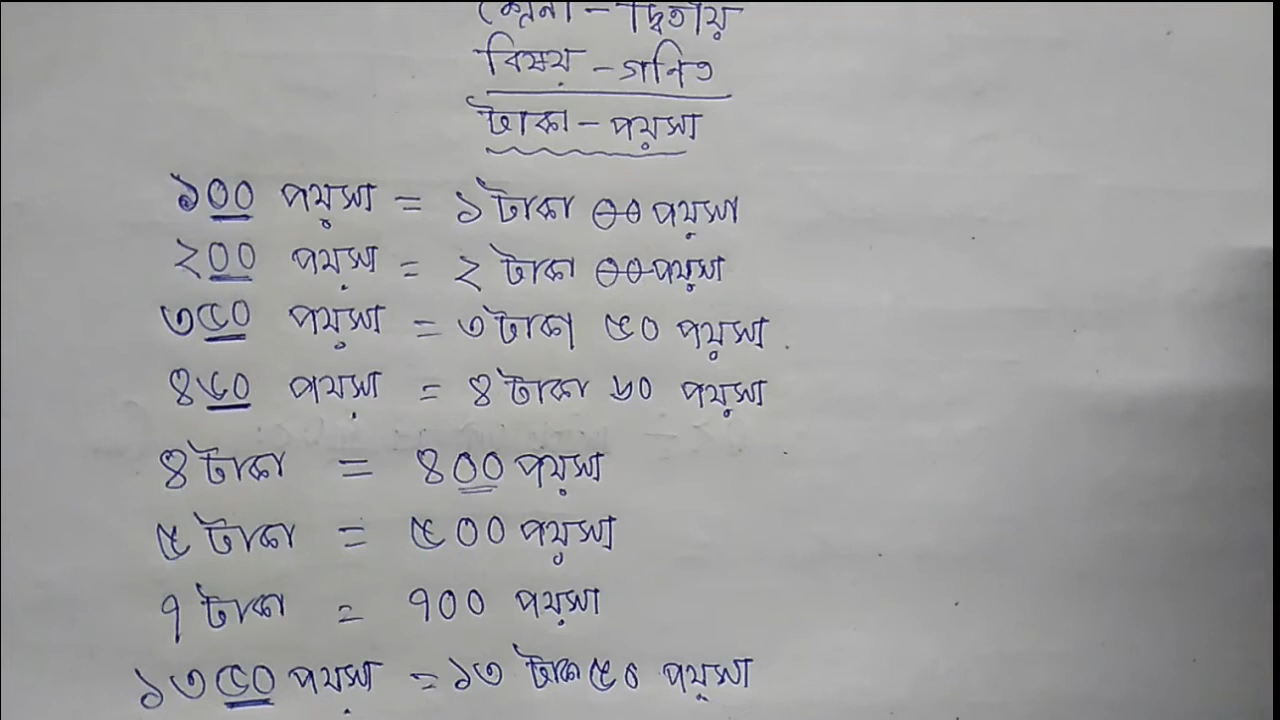 শ্রেনী - দ্বিতীয়
বিষয় - গনিত
টাকা - পয়সা
১০০ পয়সা = ১ টাকা ০০ পয়সা
২০০ পয়সা = ২ টাকা ০০ পয়সা
৩৫০ পয়সা = ৩ টাকা ৫০ পয়সা
৪৬০ পয়সা = ৪ টাকা ৬০ পয়সা
৪ টাকা = ৪০০ পয়সা
৫ টাকা = ৫০০ পয়সা
৭ টাকা = ৭০০ পয়সা
১৩৫০ পয়সা = ১৩ টাকা ৫০ পয়সা